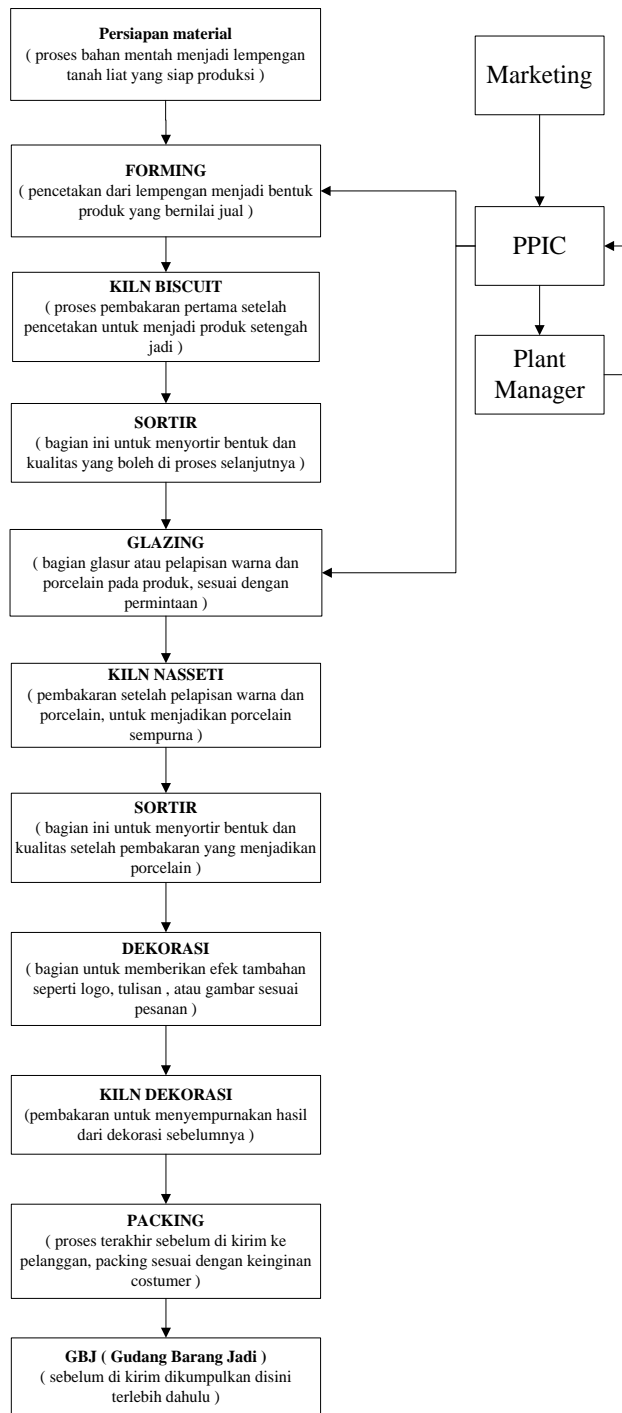 Persiapan material
( proses bahan mentah menjadi lempengan
tanah liat yang siap produksi )
FORMING
( pencetakan dari lempengan menjadi bentuk
produk yang bernilai jual )
KILN BISCUIT
( proses pembakaran pertama setelah
pencetakan untuk menjadi produk setengah
jadi )
SORTIR
( bagian ini untuk menyortir bentuk dan
kualitas yang boleh di proses selanjutnya )
GLAZING
( bagian glasur atau pelapisan warna dan
porcelain pada produk, sesuai dengan
permintaan )
KILN NASSETI
( pembakaran setelah pelapisan warna dan
porcelain, untuk menjadikan porcelain
sempurna )
SORTIR
( bagian ini untuk menyortir bentuk dan
kualitas setelah pembakaran yang menjadikan
porcelain )
DEKORASI
( bagian untuk memberikan efek tambahan
seperti logo, tulisan , atau gambar sesuai
pesanan )
KILN DEKORASI
(pembakaran untuk menyempurnakan hasil
dari dekorasi sebelumnya )
PACKING
( proses terakhir sebelum di kirim ke
pelanggan, packing sesuai dengan keinginan
costumer )
GBJ ( Gudang Barang Jadi )
( sebelum di kirim dikumpulkan disini
terlebih dahulu )
Marketing
PPIC
Plant
Manager